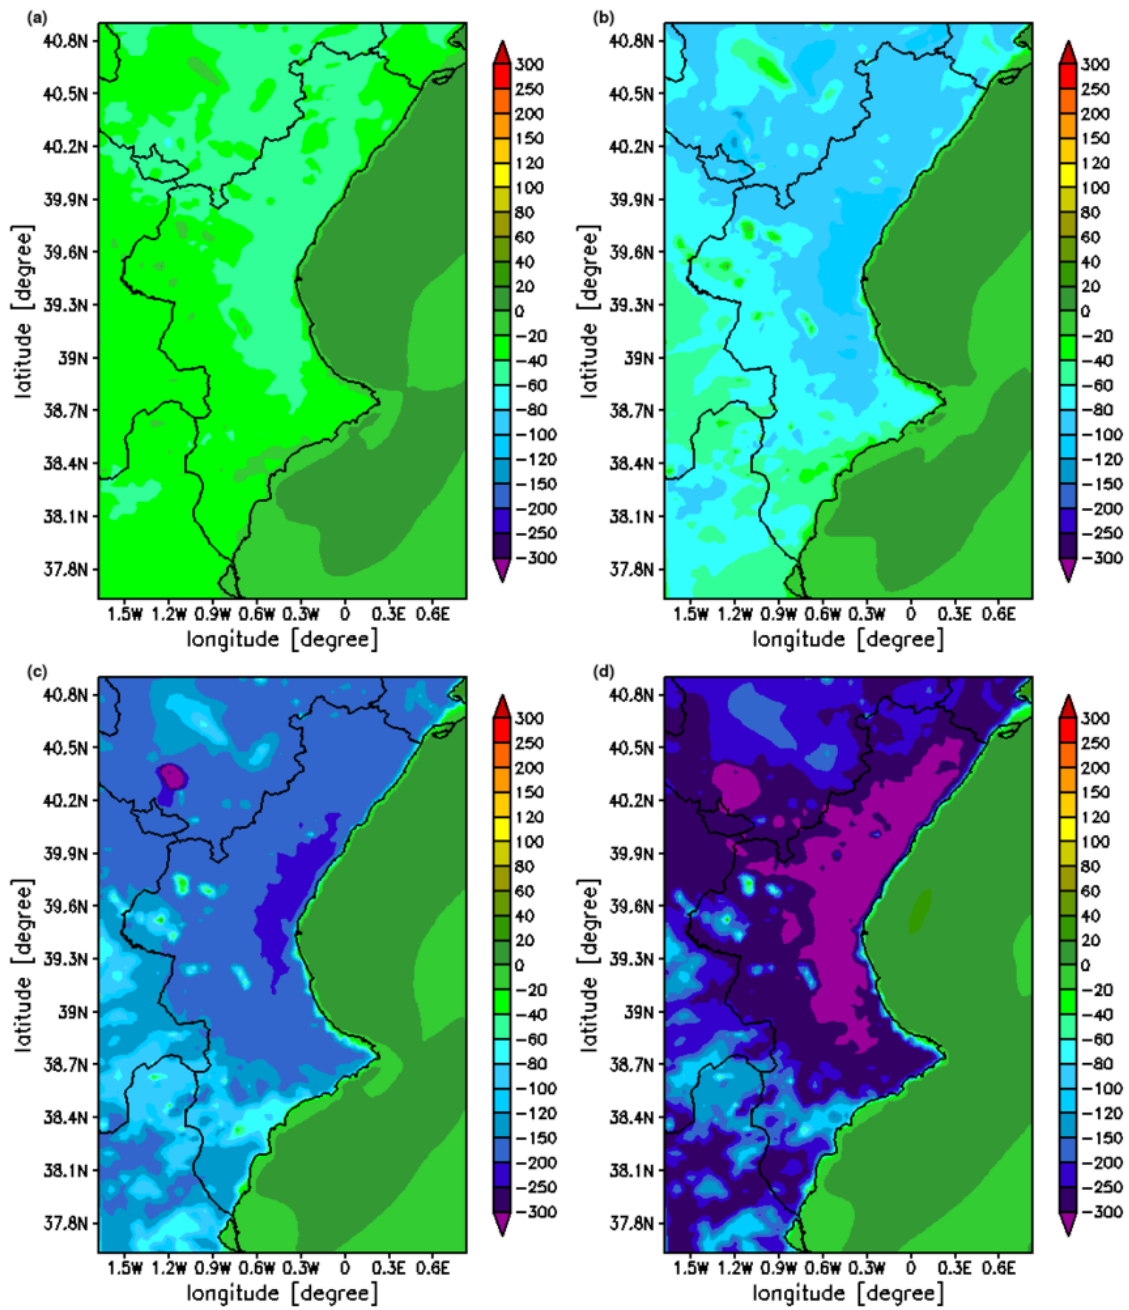 (a)
40.8N
40.5N
40.2N
39.9N
39.6N
39.3N
39N
38.7N
38.4N
38.1N
37.8N
latitude [degree]
1.5W 1.2W 0.9W 0.6W 0.3W 0 0.3E 0.6E
longitude [degree]
300
250
200
150
120
100
80
60
40
20
0
-20
-40
-60
-80
-100
-120
-150
-200
-250
-300
(b)
40.8N
40.5N
40.2N
39.9N
39.6N
39.3N
39N
38.7N
38.4N
38.1N
37.8N
latitude [degree]
1.5W 1.2W 0.9W 0.6W 0.3W 0 0.3E 0.6E
longitude [degree]
300
250
200
150
120
100
80
60
40
20
0
-20
-40
-60
-80
-100
-120
-150
-200
-250
-300
(c)
40.8N
40.5N
40.2N
39.9N
39.6N
39.3N
39N
38.7N
38.4N
38.1N
37.8N
latitude [degree]
1.5W 1.2W 0.9W 0.6W 0.3W 0 0.3E 0.6E
longitude [degree]
300
250
200
150
120
100
80
60
40
20
0
-20
-40
-60
-80
-100
-120
-150
-200
-250
-300
(d)
40.8N
40.5N
40.2N
39.9N
39.6N
39.3N
39N
38.7N
38.4N
38.1N
37.8N
latitude [degree]
1.5W 1.2W 0.9W 0.6W 0.3W 0 0.3E 0.6E
longitude [degree]
300
250
200
150
120
100
80
60
40
20
0
-20
-40
-60
-80
-100
-120
-150
-200
-250
-300